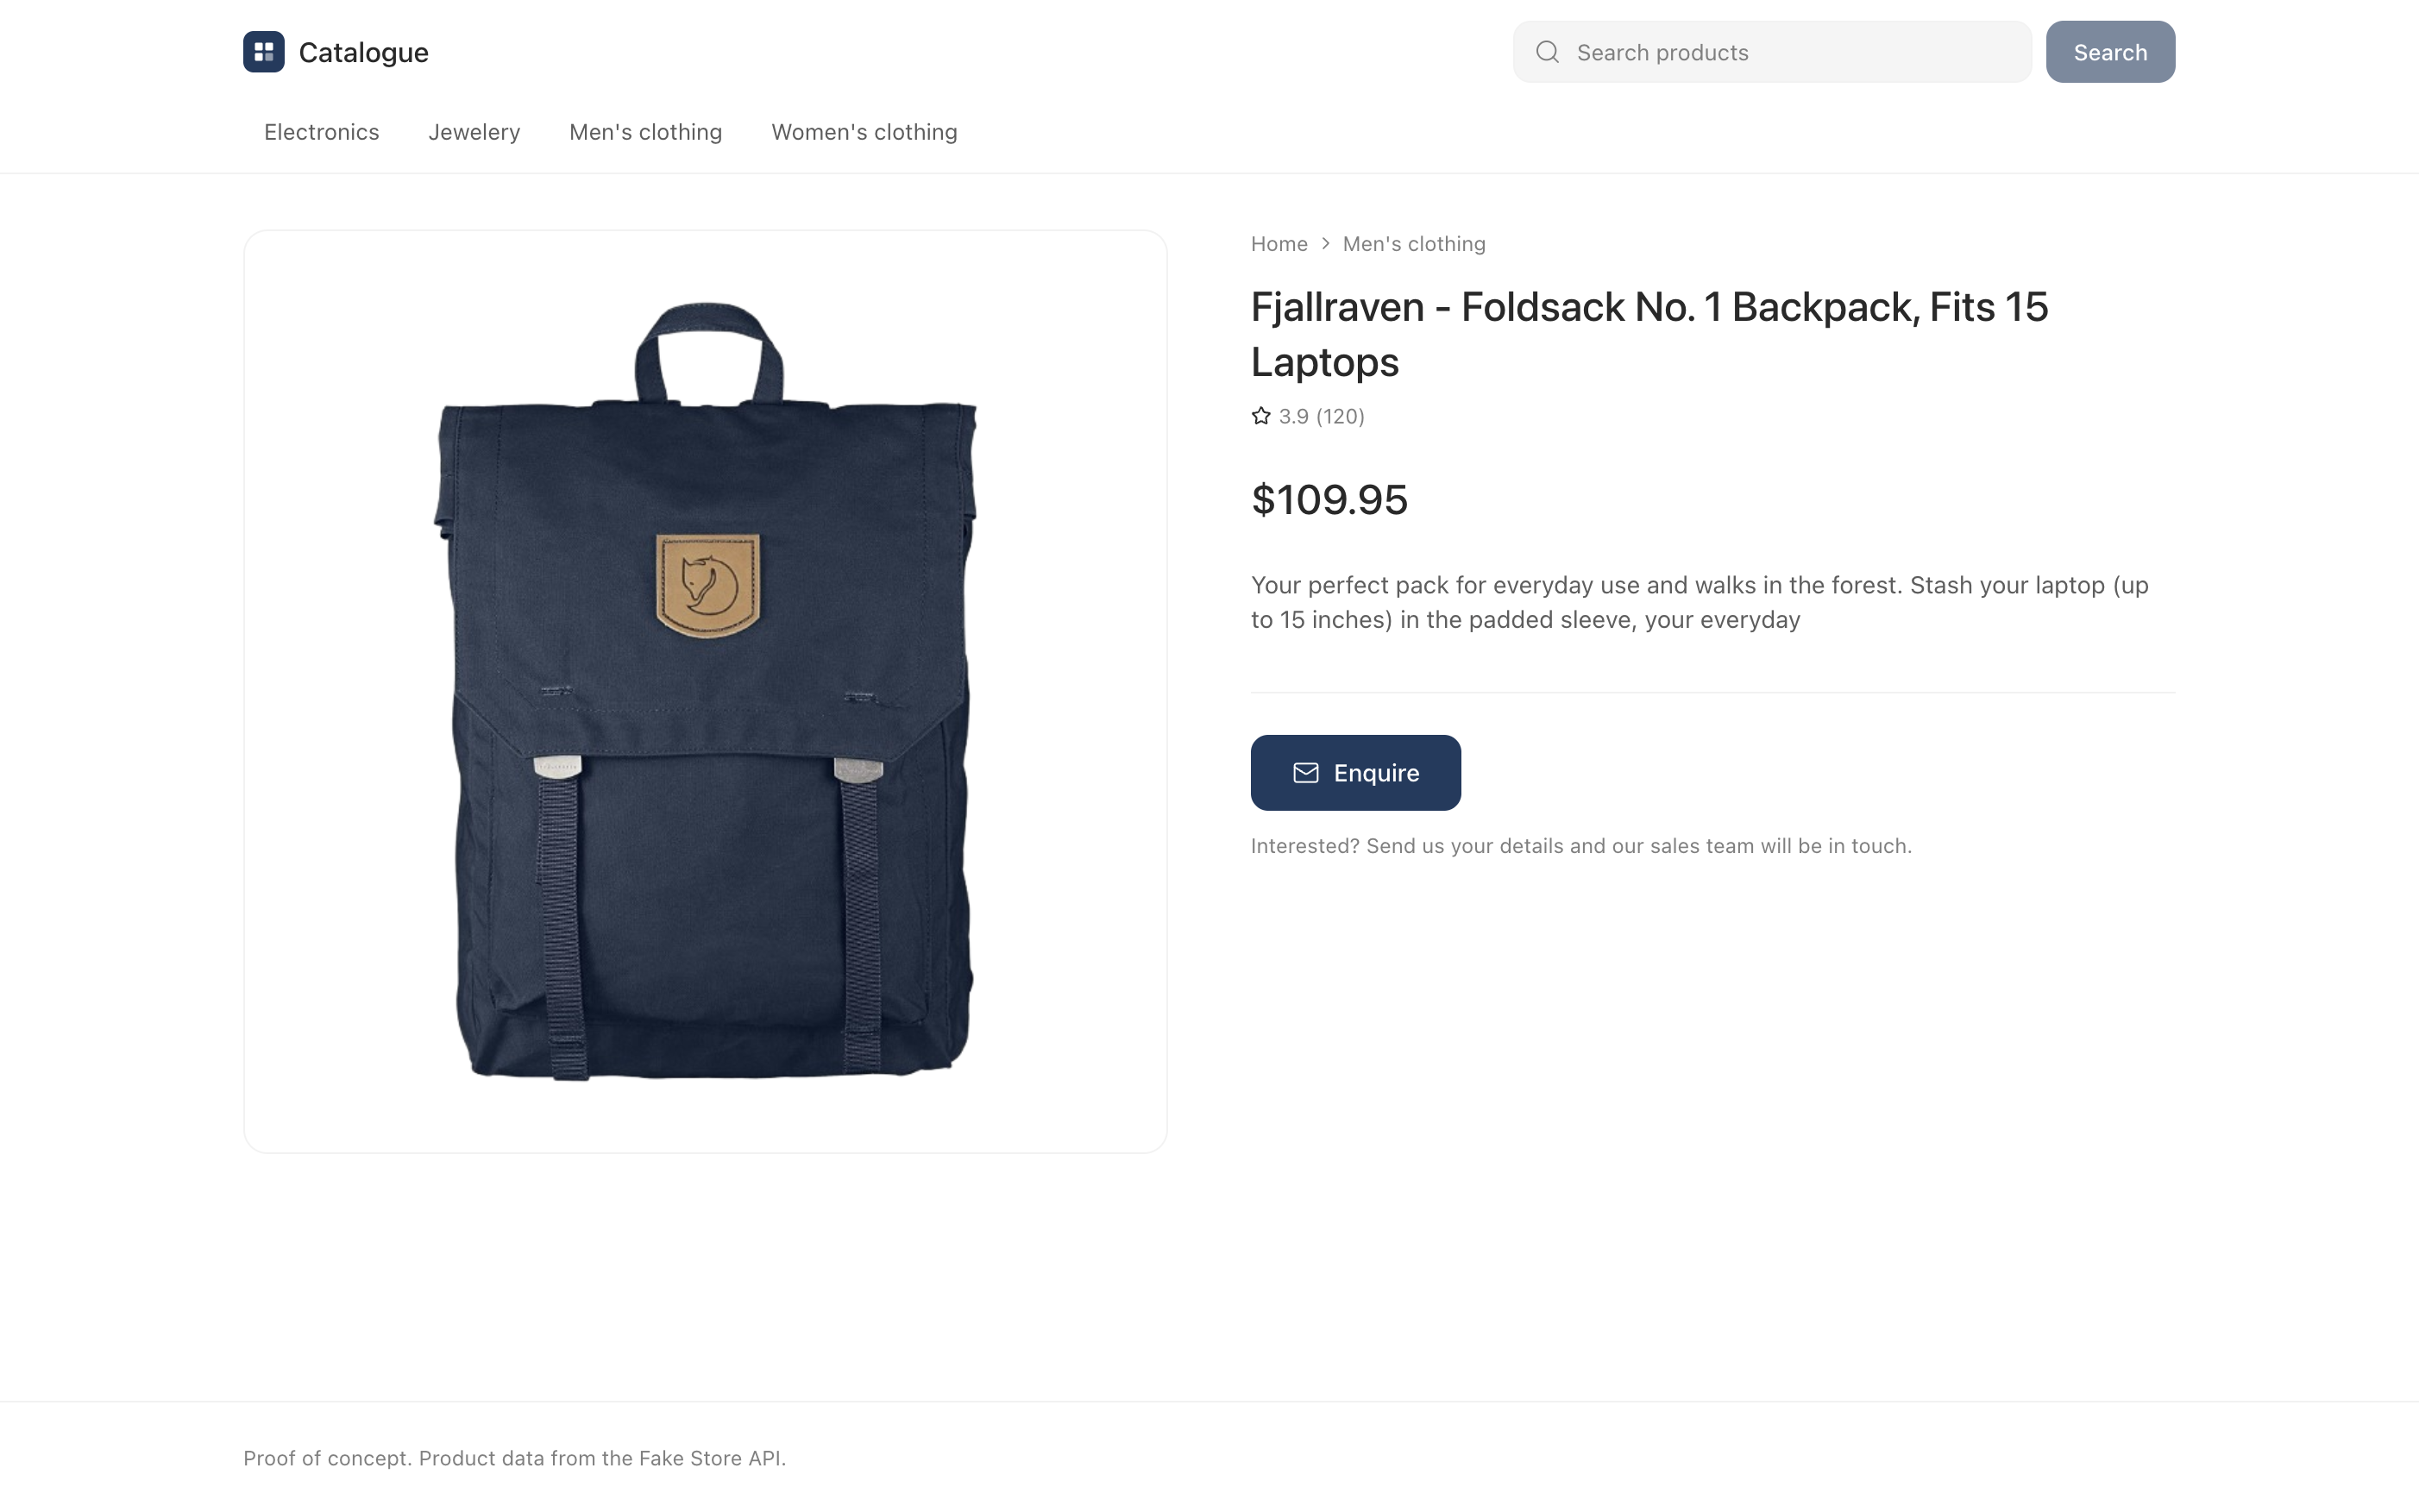 Catalogue
Search products
Search
Electronics
Jewelery
Men's clothing
Women's clothing
Home
Men's clothing
Fjallraven - Foldsack No. 1 Backpack, Fits 15
Laptops
3.9 (120)
$109.95
Your perfect pack for everyday use and walks in the forest. Stash your laptop (up
to 15 inches) in the padded sleeve, your everyday
Enquire
Interested? Send us your details and our sales team will be in touch.
Proof of concept. Product data from the Fake Store API.